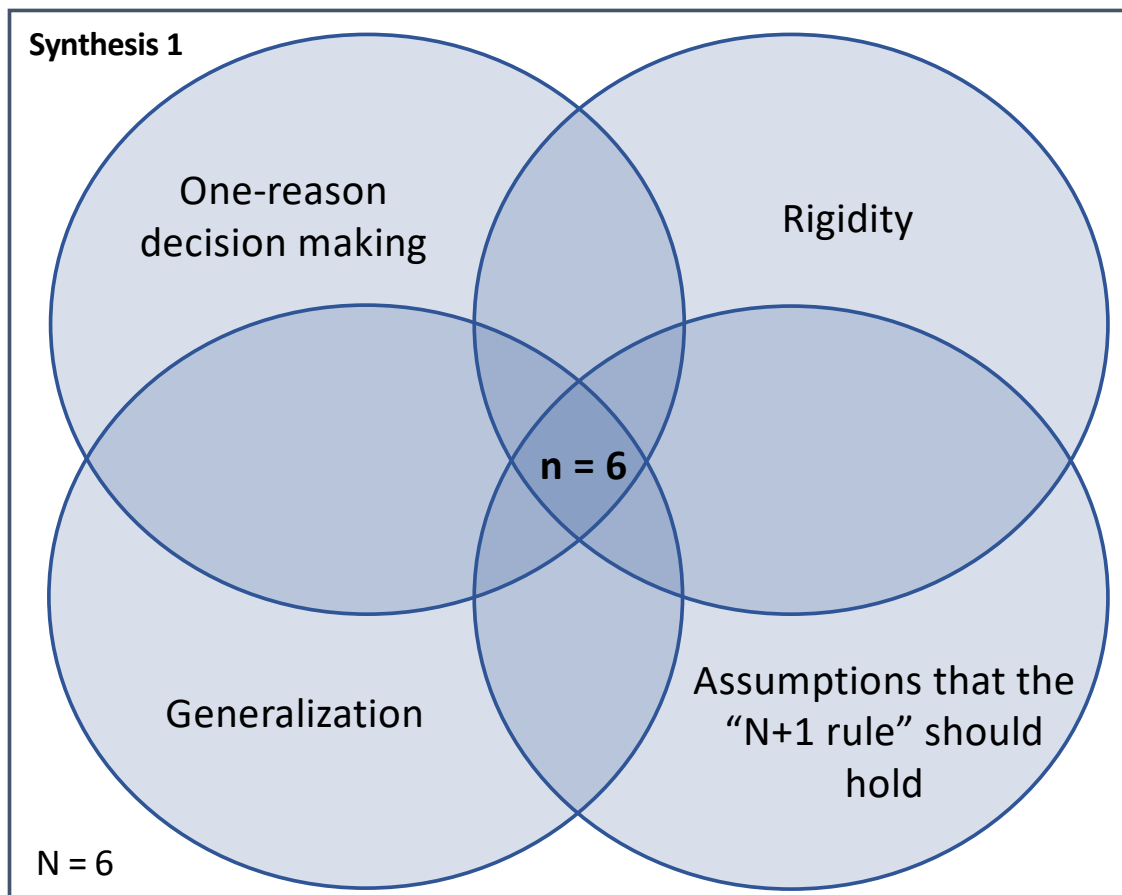 Synthesis 1
One-reason
decision making
Rigidity
n = 6
Generalization
Assumptions that the
“N+1 rule” should
hold
N = 6